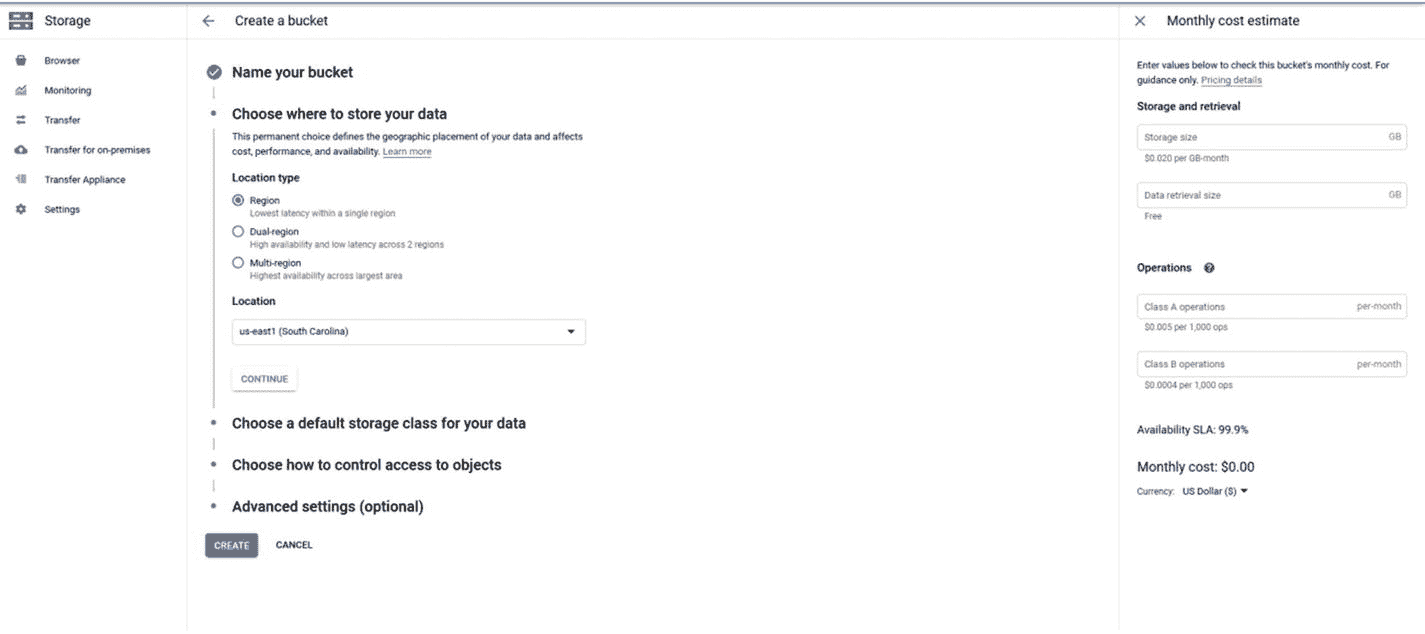 Storage
Browser
Monitoring
Transfer
Transfer for on-premises
Transfer Appliance
Settings
Create a bucket
Name your bucket
Choose where to store your data
This permanent choice defines the geographic placement of your data and affects
cost, performance, and availability. Learn more
Location type
Region
Lowest latency within a single region
Dual-region
High availability and low latency across 2 regions
Multi-region
Highest availability across largest area
Location
us-east1 (South Carolina)
CONTINUE
Choose a default storage class for your data
Choose how to control access to objects
Advanced settings (optional)
CREATE CANCEL
Monthly cost estimate
Enter values below to check this bucket's monthly cost. For
guidance only. Pricing details
Storage and retrieval
Storage size GB
$0.020 per GB-month
Data retrieval size GB
Free
Operations
Class A operations per-month
$0.005 per 1,000 ops
Class B operations per-month
$0.0004 per 1,000 ops
Availability SLA: 99.9%
Monthly cost: $0.00
Currency: US Dollar ($)